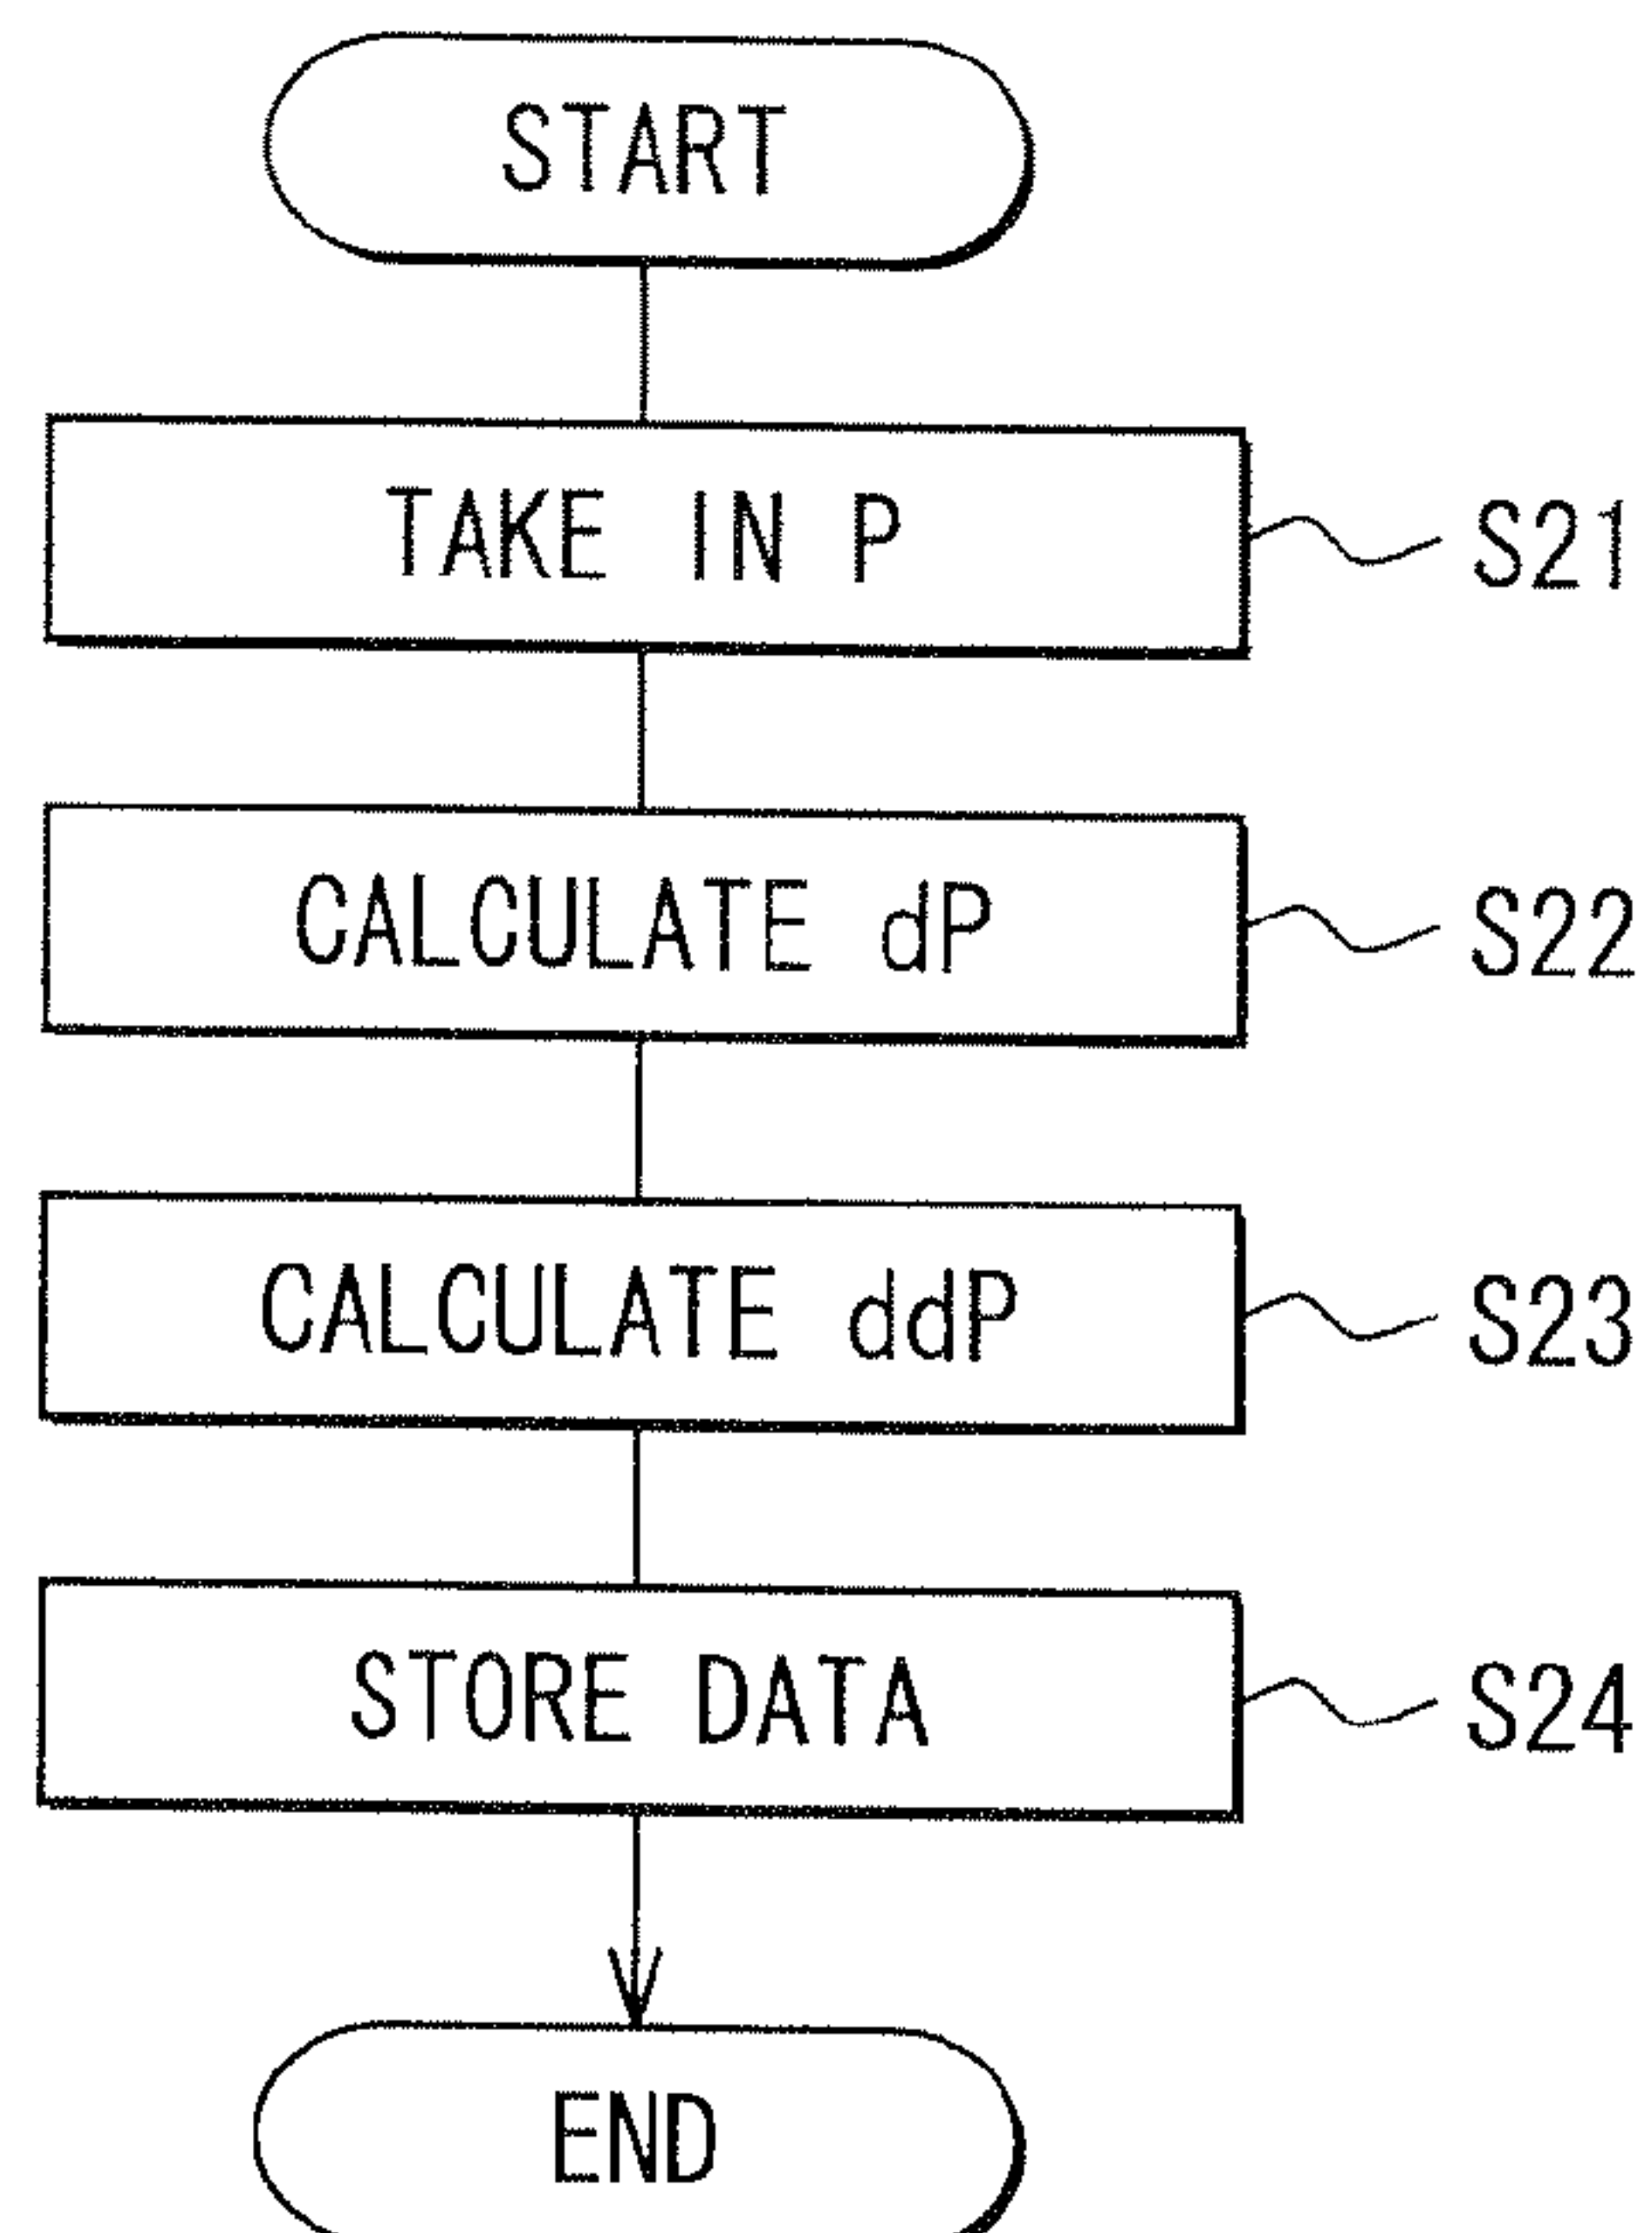 START
TAKE IN P
S21
CALCULATE dP
S22
CALCULATE ddP
S23
STORE DATA
S24
END